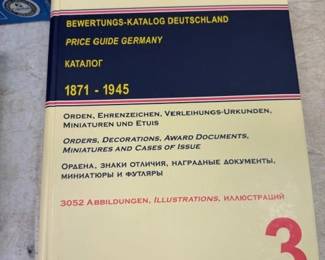 BEWERTUNGS-KATALOG DEUTSCHLAND
PRICE GUIDE GERMANY
КАТАЛОГ
1871 - 1945
ORDEN, EHRENZEICHEN, VERLEIHUNGS-URKUNDEN,
MINIATUREN UND ETUIS
ORDERS, DECORATIONS, AWARD DOCUMENTS,
MINIATURES AND CASES OF ISSUE
ОРДЕНА, ЗНАКИ ОТЛИЧИЯ, НАГРАДНЫЕ ДОКУМЕНТЫ,
МИНИАТЮРЫ И ФУТЛЯРЫ
3052 ABBILDUNGEN, ILLUSTRATIONS, ИЛЛЮСТРАЦИЙ
3